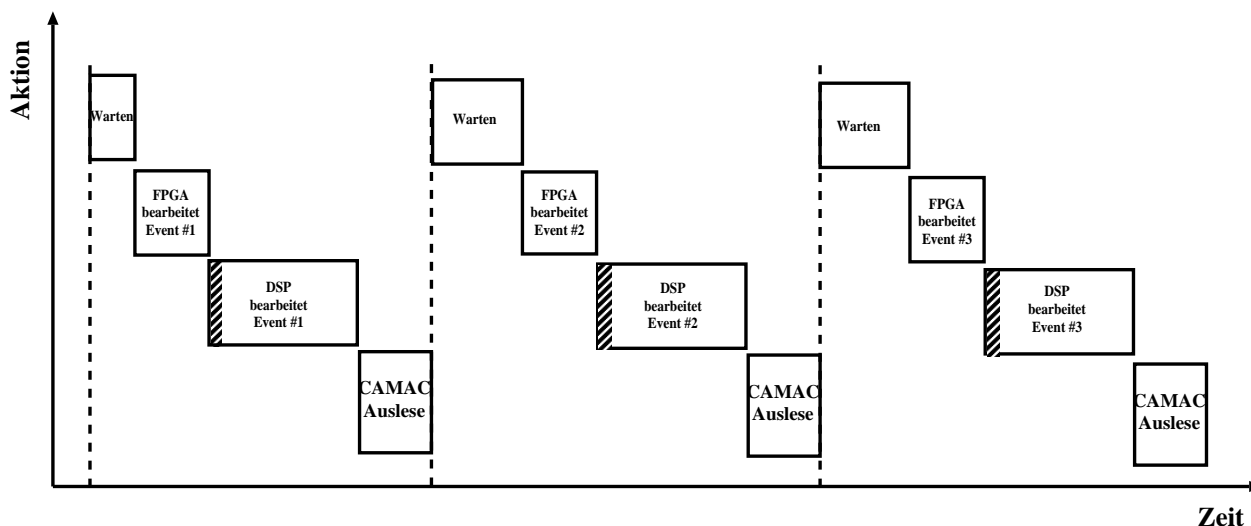 Aktion
Warten
FPGA
bearbeitet
Event #1
DSP
bearbeitet
Event #1
CAMAC
Auslese
Warten
FPGA
bearbeitet
Event #2
DSP
bearbeitet
Event #2
CAMAC
Auslese
Warten
FPGA
bearbeitet
Event #3
DSP
bearbeitet
Event #3
CAMAC
Auslese
Zeit